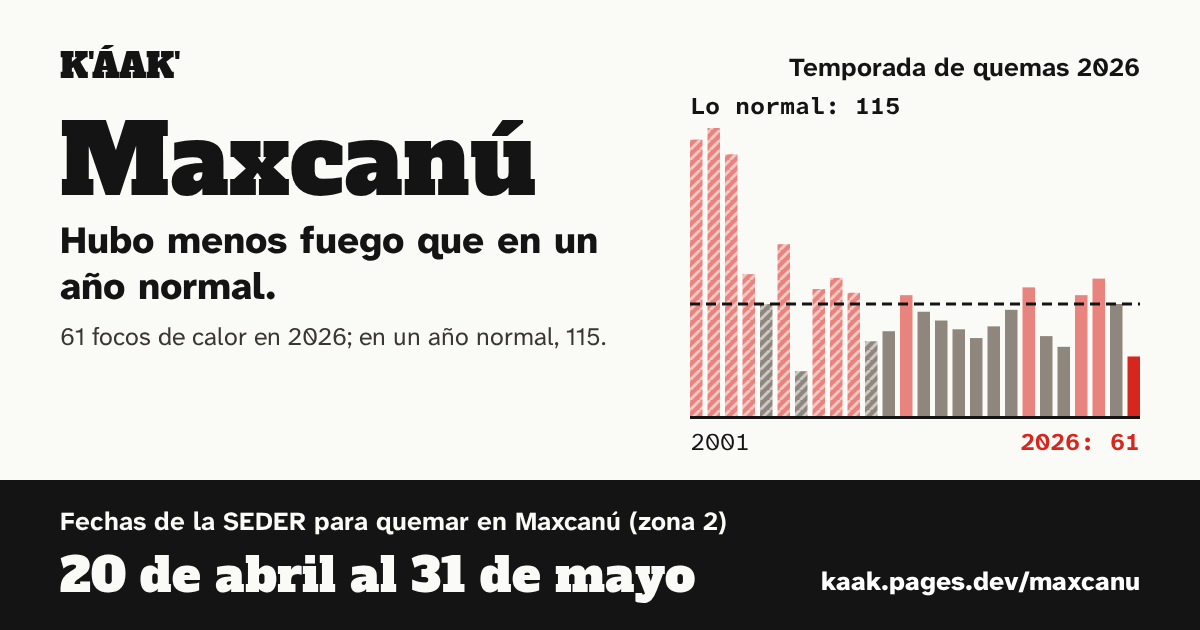 K'ÁAK'
Maxcanú
Hubo menos fuego que en un
año normal.
61 focos de calor en 2026; en un año normal, 115.
Temporada de quemas 2026
Lo normal: 115
2001
2026: 61
Fechas de la SEDER para quemar en Maxcanú (zona 2)
20 de abril al 31 de mayo
kaak.pages.dev/maxcanu